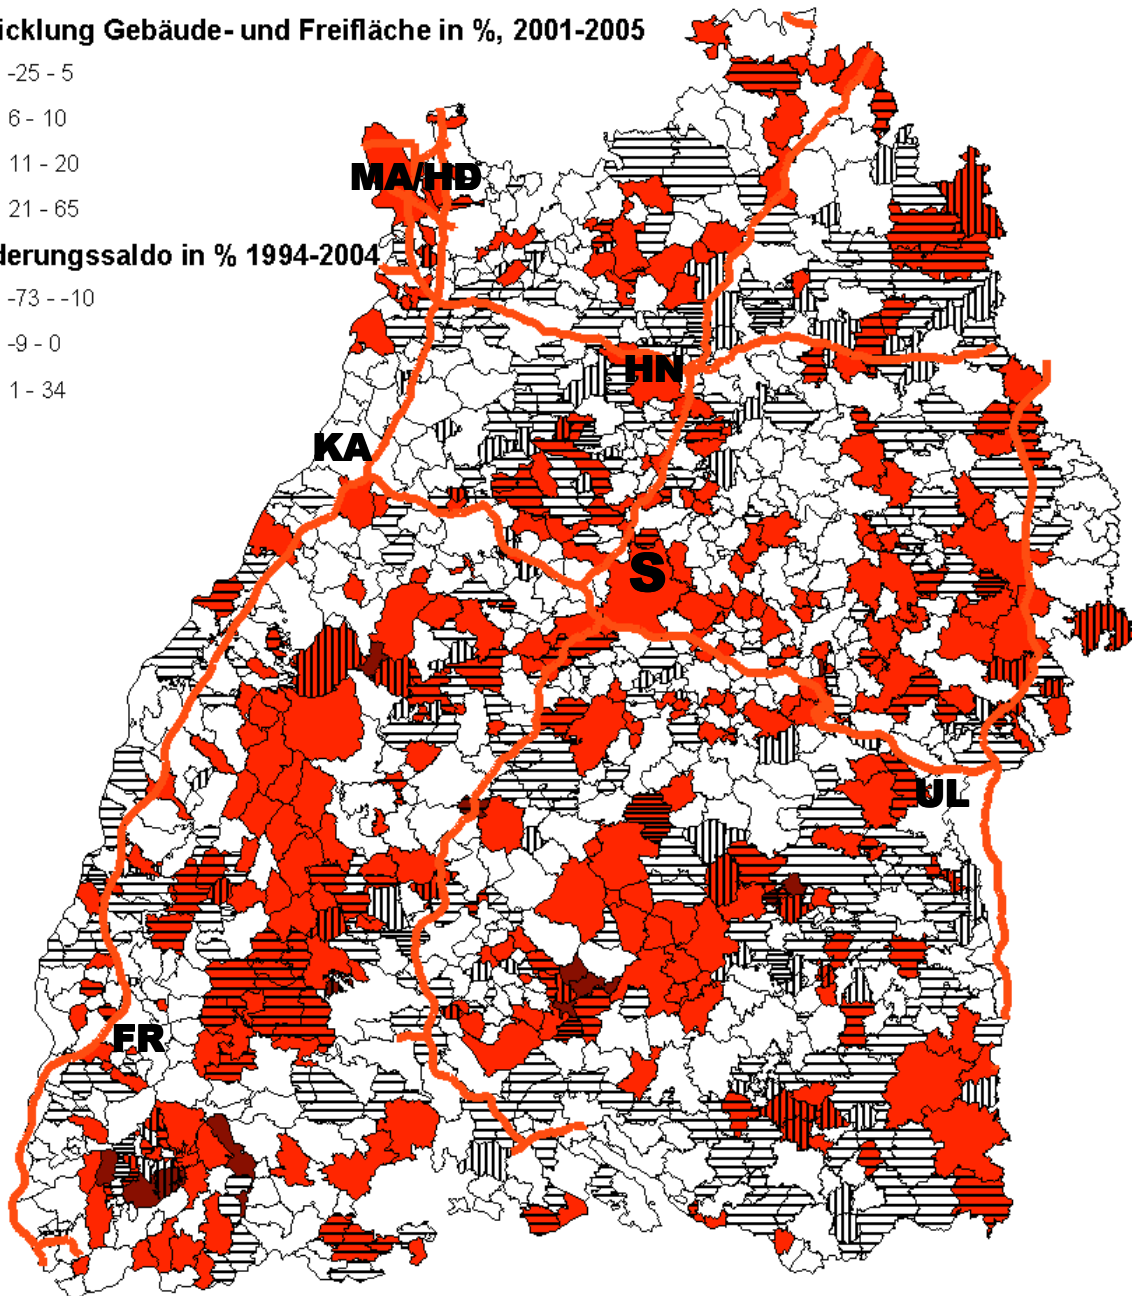 icklung Gebäude- und Freifläche in %, 2001-2005
-25 - 5
6 - 10
11 - 20
21 - 65
derungssaldo in % 1994-2004
-73 - -10
-9 - 0
1 - 34
MA/HD
HN
KA
S
UL
FR